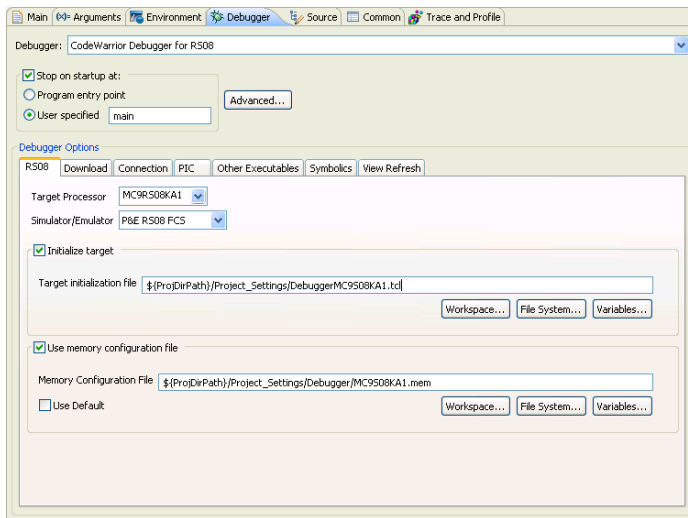 Main (x)= Arguments Environment Debugger Source Common Trace and Profile
Debugger: CodeWarrior Debugger for RS08
Stop on startup at:
Program entry point
User specified main
Advanced...
Debugger Options
RS08 Download Connection PIC Other Executables Symbolics View Refresh
Target Processor MC9RS08KA1
Simulator/Emulator P&E RS08 FCS
Initialize target
Target initialization file ${ProjDirPath}/Project_Settings/DebuggerMC9S08KA1.tcl
Workspace... File System... Variables...
Use memory configuration file
Memory Configuration File ${ProjDirPath}/Project_Settings/Debugger/MC9S08KA1.mem
Use Default Workspace... File System... Variables...